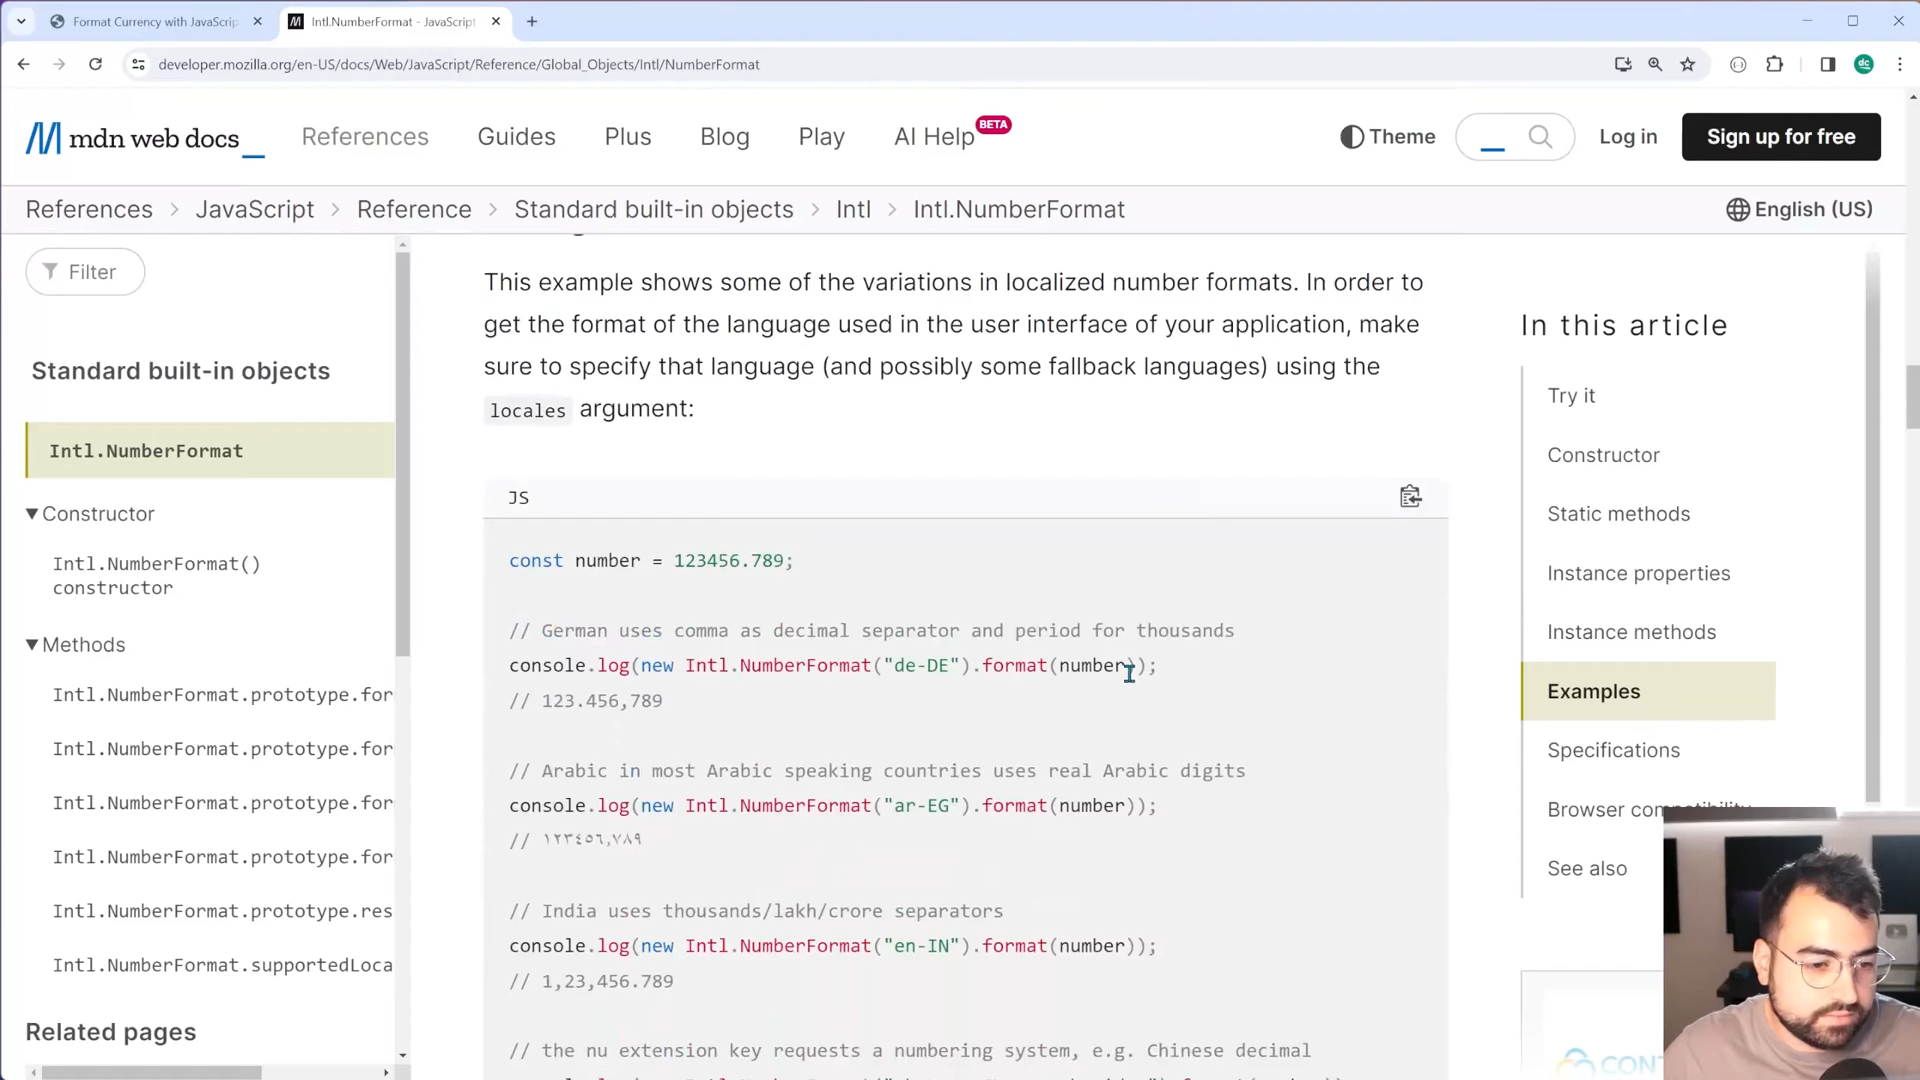 Format Currency with JavaScrip
Intl.NumberFormat - JavaScript
developer.mozilla.org/en-US/docs/Web/JavaScript/Reference/Global_Objects/Intl/NumberFormat
mdn web docs_
References
Guides
Plus
Blog
Play
AI Help
BETA
Theme
Log in
Sign up for free
References > JavaScript > Reference > Standard built-in objects > Intl > Intl.NumberFormat
English (US)
Filter
Standard built-in objects
Intl.NumberFormat
Constructor
Intl.NumberFormat()
constructor
Methods
Intl.NumberFormat.prototype.for
Intl.NumberFormat.prototype.for
Intl.NumberFormat.prototype.for
Intl.NumberFormat.prototype.for
Intl.NumberFormat.prototype.res
Intl.NumberFormat.supportedLoca
Related pages
This example shows some of the variations in localized number formats. In order to
get the format of the language used in the user interface of your application, make
sure to specify that language (and possibly some fallback languages) using the
locales argument:
JS
const number = 123456.789;
// German uses comma as decimal separator and period for thousands
console.log(new Intl.NumberFormat("de-DE").format(number));
// 123.456,789
// Arabic in most Arabic speaking countries uses real Arabic digits
console.log(new Intl.NumberFormat("ar-EG").format(number));
// ١٢٣٤٥٦٫٧٨٩
// India uses thousands/lakh/crore separators
console.log(new Intl.NumberFormat("en-IN").format(number));
// 1,23,456.789
// the nu extension key requests a numbering system, e.g. Chinese decimal
In this article
Try it
Constructor
Static methods
Instance properties
Instance methods
Examples
Specifications
Browser compatibility
See also